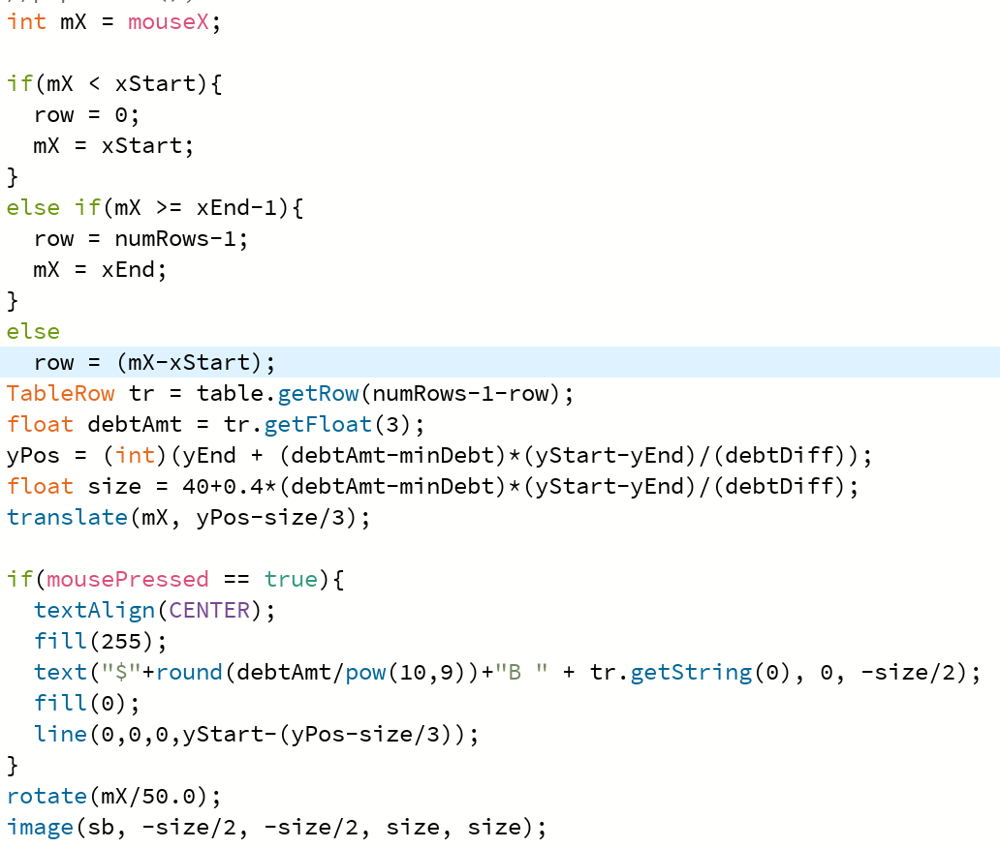 int mX = mouseX;

if(mX < xStart){
  row = 0;
  mX = xStart;
}
else if(mX >= xEnd-1){
  row = numRows-1;
  mX = xEnd;
}
else
  row = (mX-xStart);
TableRow tr = table.getRow(numRows-1-row);
float debtAmt = tr.getFloat(3);
yPos = (int)(yEnd + (debtAmt-minDebt)*(yStart-yEnd)/(debtDiff));
float size = 40+0.4*(debtAmt-minDebt)*(yStart-yEnd)/(debtDiff);
translate(mX, yPos-size/3);

if(mousePressed == true){
  textAlign(CENTER);
  fill(255);
  text("$"+round(debtAmt/pow(10,9))+"B " + tr.getString(0), 0, -size/2);
  fill(0);
  line(0,0,0,yStart-(yPos-size/3));
}
rotate(mX/50.0);
image(sb, -size/2, -size/2, size, size);